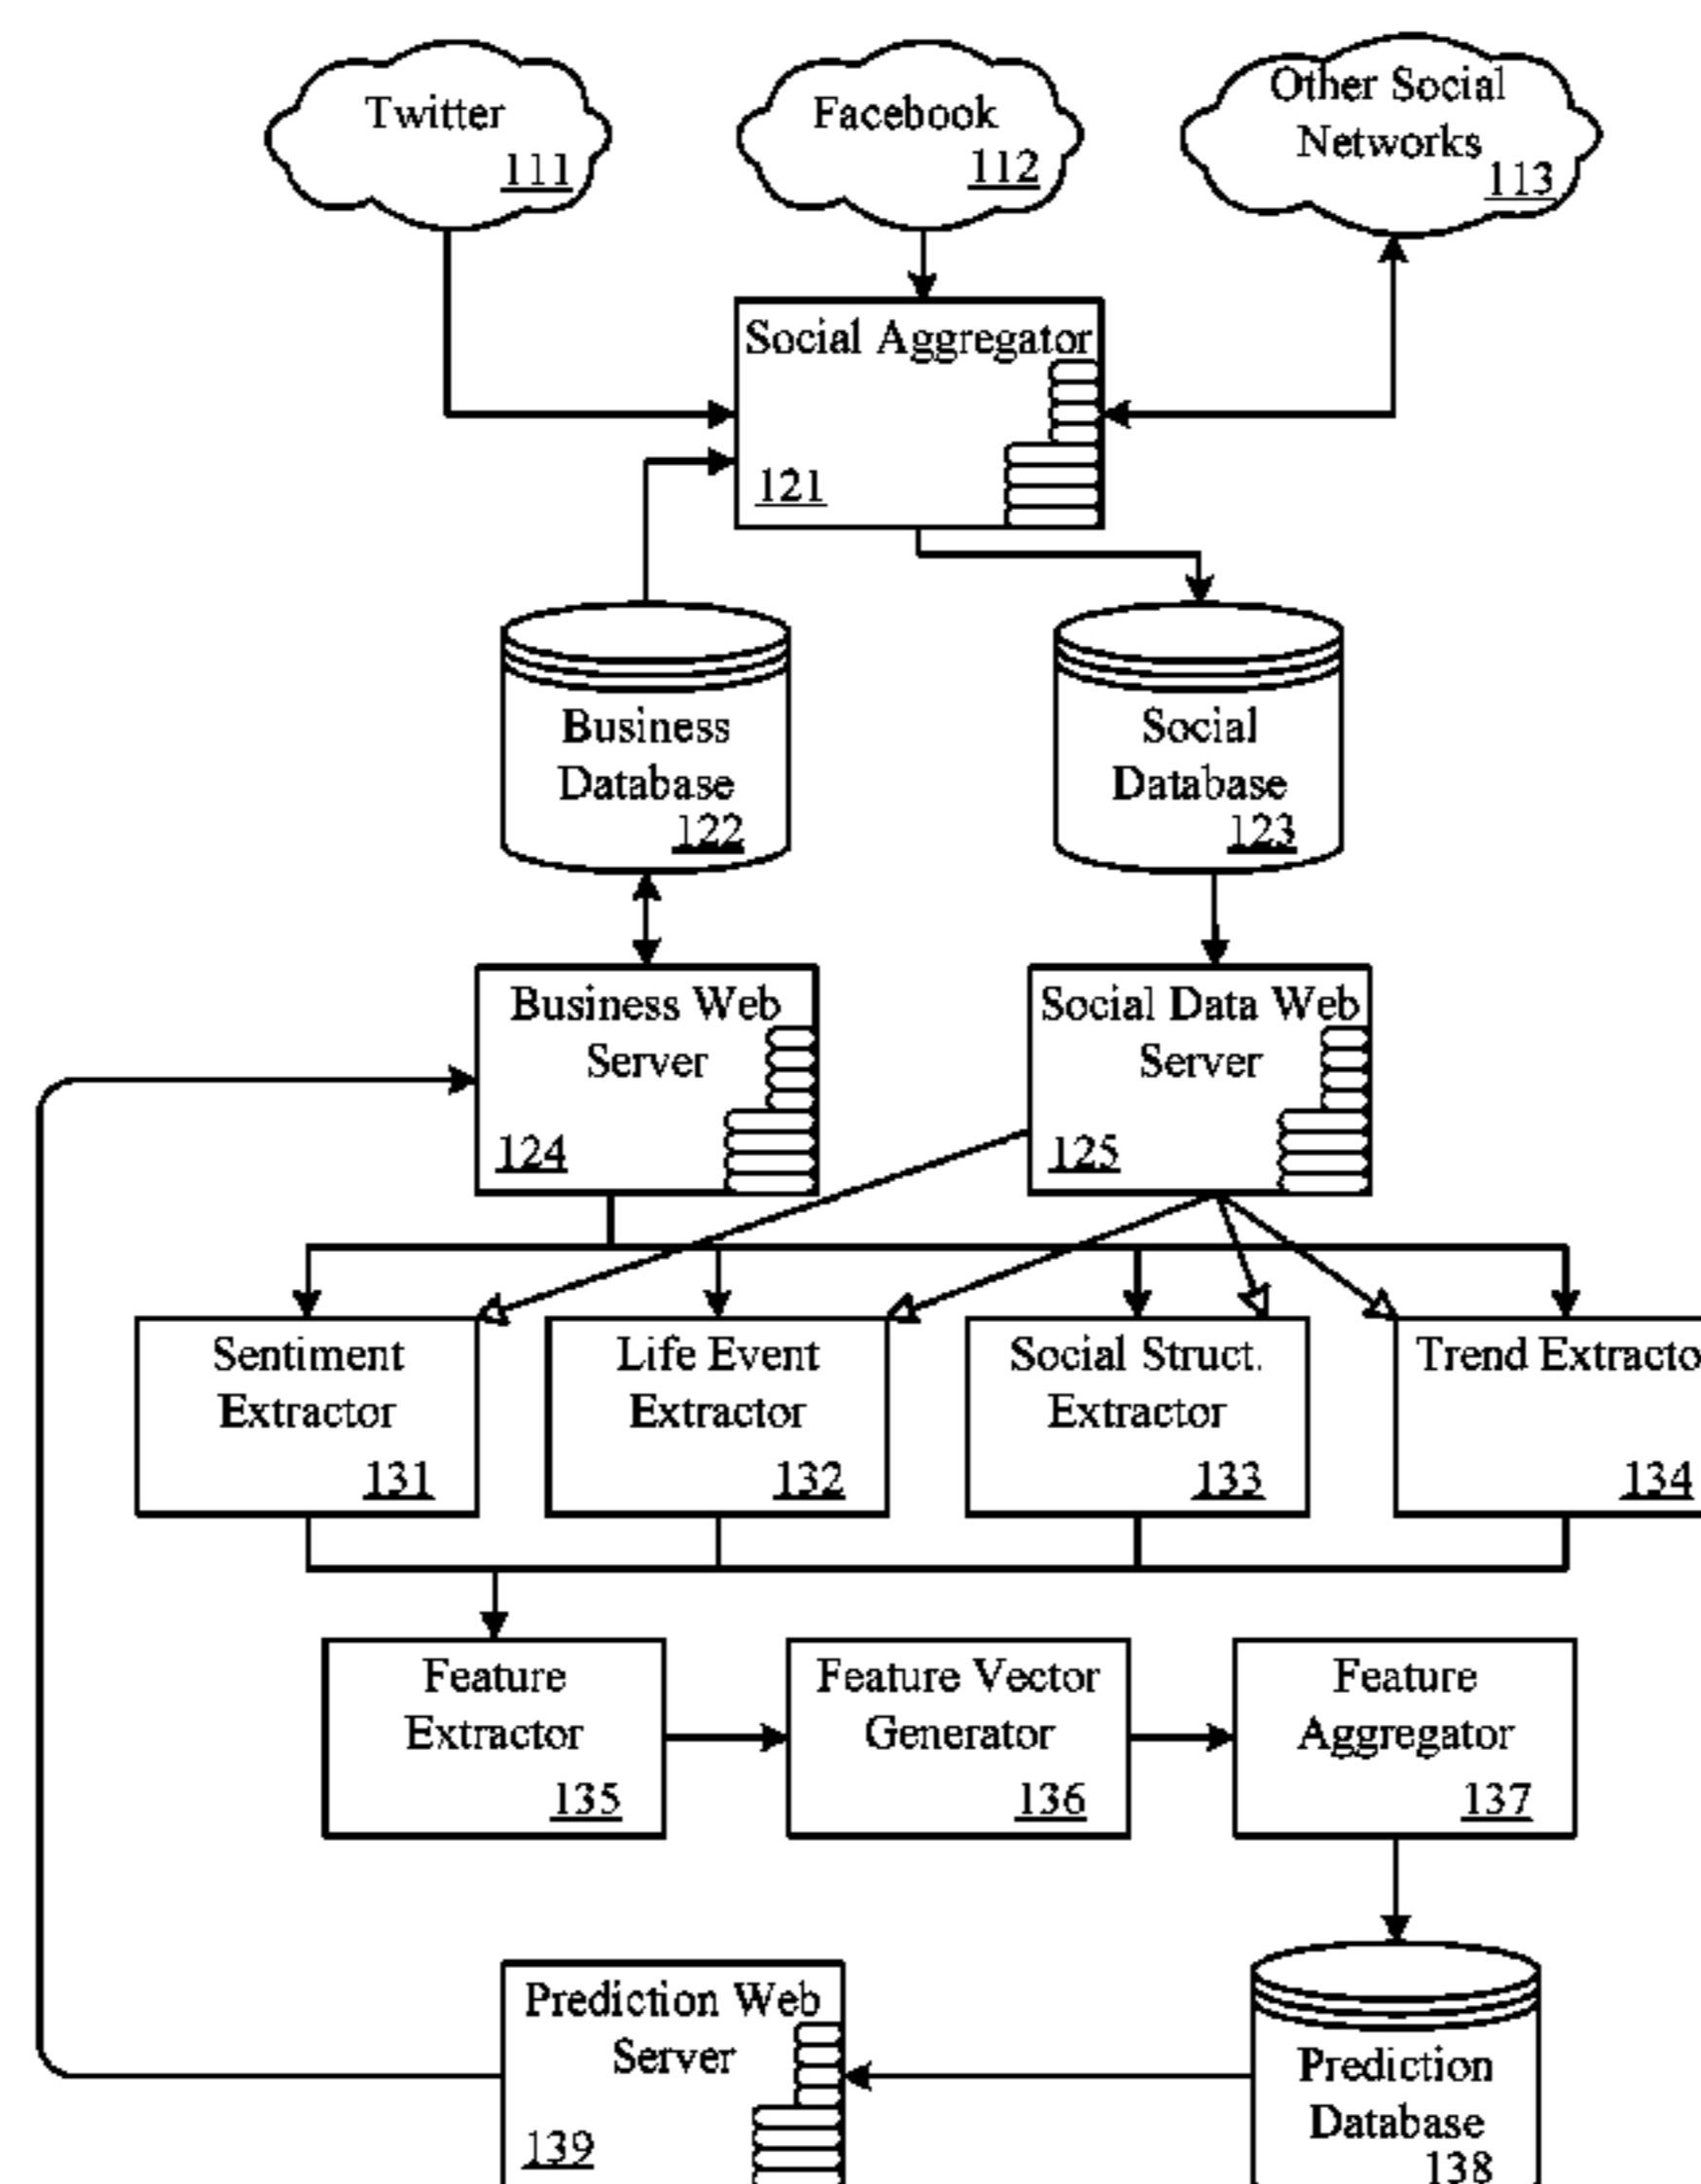 Twitter
111
Facebook
112
Other Social
Networks
113
Social Aggregator
121
Business
Database
122
Social
Database
123
Business Web
Server
124
Social Data Web
Server
125
Sentiment
Extractor
131
Life Event
Extractor
132
Social Struct.
Extractor
133
Trend Extracto
134
Feature
Extractor
135
Feature Vector
Generator
136
Feature
Aggregator
137
Prediction Web
Server
139
Prediction
Database
138